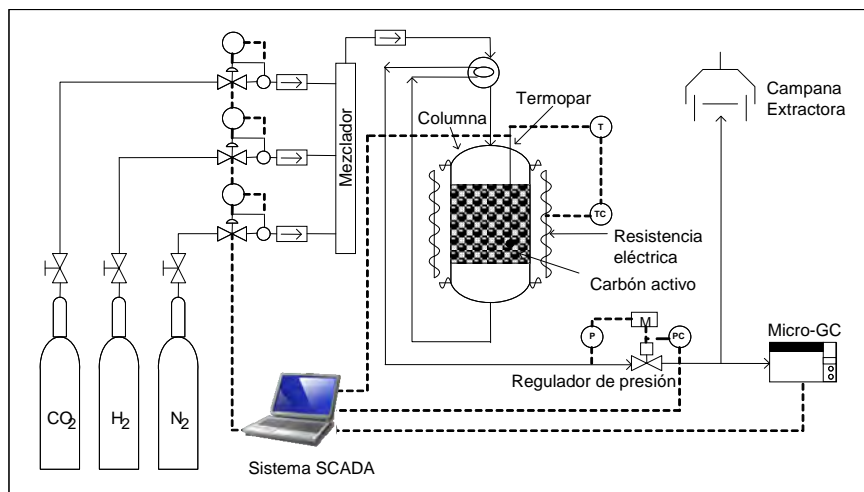 Campana
Extractora
Termopar
Columna
T
Mezclador
TC
Resistencia
eléctrica
Carbón activo
P
M
PC
Micro-GC
Regulador de presión
CO2
H2
N2
Sistema SCADA